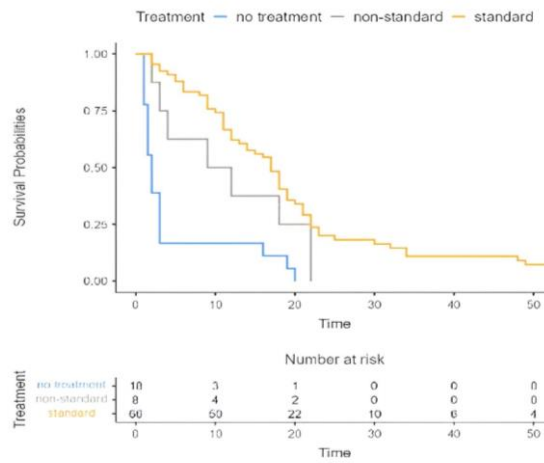 Treatment no treatment non-standard standard
1.00
0.75
0.50
0.25
0.00
Survival Probabilities
0 10 20 30 40 50
Time
Number at risk
Treatment
no treatment 18 3 1 0 0 0
non-standard 8 4 2 0 0 0
standard 66 50 22 10 4
0 10 20 30 40 50
Time